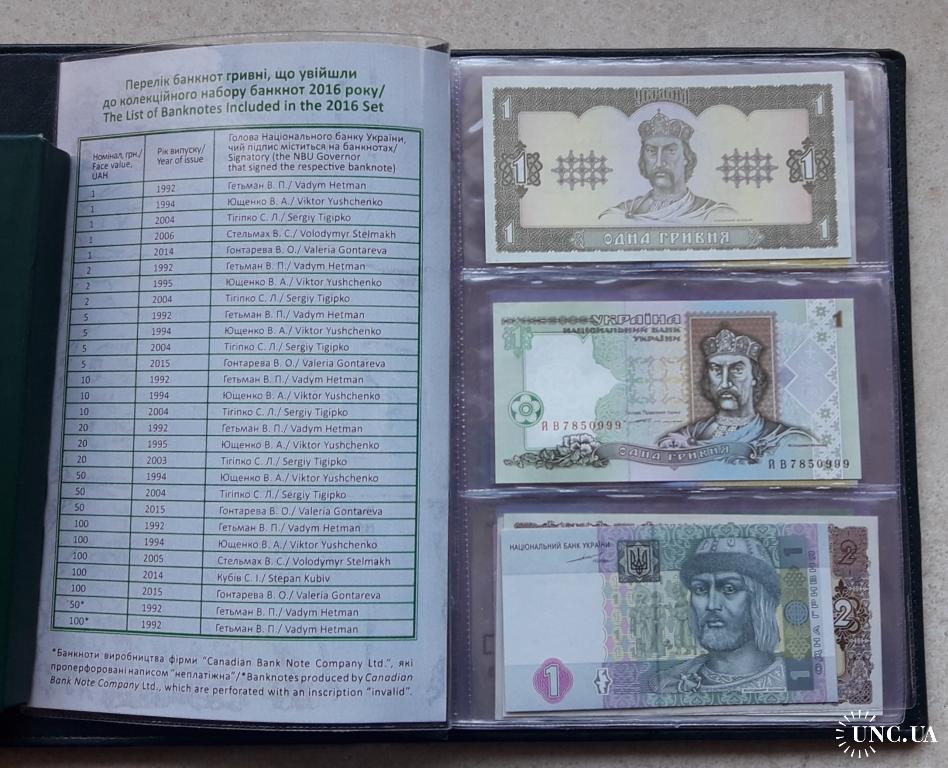 Перелік банкнот гривні, що увійшли
до колекційного набору банкнот 2016 року/
The List of Banknotes Included in the 2016 Set
Номінал, грн./
Face value,
UAH
Рік випуску/
Year of issue
Голова Національного банку України,
чий підпис міститься на банкнотах/
Signatory (the NBU Governor
that signed the respective banknote)
1 1992 Гетьман В. П./ Vadym Hetman
1 1994 Ющенко В. А./ Viktor Yushchenko
1 2004 Тігіпко С. Л./ Sergiy Tigipko
1 2006 Стельмах В. С./ Volodymyr Stelmakh
1 2014 Гонтарева В. О./ Valeria Gontareva
2 1992 Гетьман В. П./ Vadym Hetman
2 1995 Ющенко В. А./ Viktor Yushchenko
2 2004 Тігіпко С. Л./ Sergiy Tigipko
5 1992 Гетьман В. П./ Vadym Hetman
5 1994 Ющенко В. А./ Viktor Yushchenko
5 2004 Тігіпко С. Л./ Sergiy Tigipko
5 2015 Гонтарева В. О./ Valeria Gontareva
10 1992 Гетьман В. П./ Vadym Hetman
10 1994 Ющенко В. А./ Viktor Yushchenko
10 2004 Тігіпко С. Л./ Sergiy Tigipko
20 1992 Гетьман В. П./ Vadym Hetman
20 1995 Ющенко В. А./ Viktor Yushchenko
20 2003 Тігіпко С. Л./ Sergiy Tigipko
50 1994 Ющенко В. А./ Viktor Yushchenko
50 2004 Тігіпко С. Л./ Sergiy Tigipko
50 2015 Гонтарева В. О./ Valeria Gontareva
100 1992 Гетьман В. П./ Vadym Hetman
100 1994 Ющенко В. А./ Viktor Yushchenko
100 2005 Стельмах В. С./ Volodymyr Stelmakh
100 2014 Кубів С. І./ Stepan Kubiv
100 2015 Гонтарева В. О./ Valeria Gontareva
50* 1992 Гетьман В. П./ Vadym Hetman
100* 1992 Гетьман В. П./ Vadym Hetman
*Банкноти виробництва фірми "Canadian Bank Note Company Ltd.", які
проперфоровані написом "неплатіжна"/*Banknotes produced by Canadian
Bank Note Company Ltd., which are perforated with an inscription "invalid".
УКРАЇНА
1 1
1 1
1 1
ОДНА ГРИВНЯ
УКРАЇНА
НАЦІОНАЛЬНИЙ БАНК
УКРАЇНИ
1 1
ЙВ7850999
ОДНА ГРИВНЯ
ЙВ7850999
НАЦІОНАЛЬНИЙ БАНК УКРАЇНИ
1
ОДНА ГРИВНЯ
1
1
2
2
UNC.UA